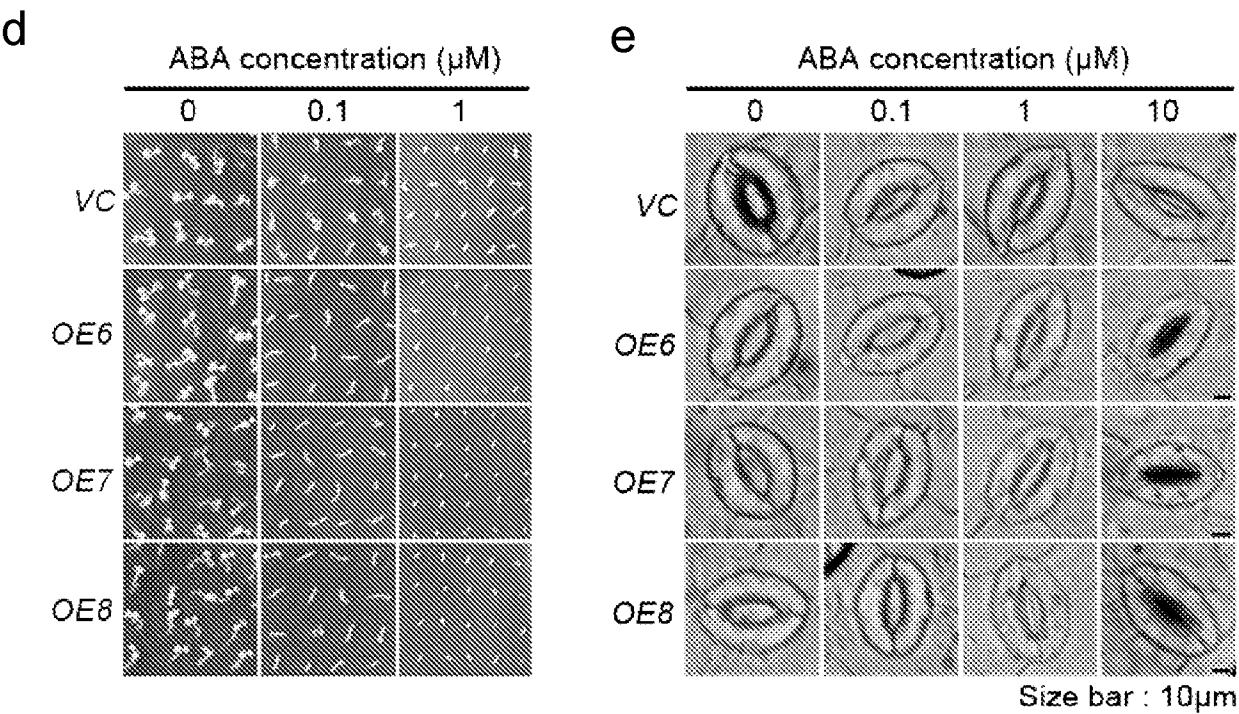 d
ABA concentration (µM)
0 0.1 1
VC
OE6
OE7
OE8
e
ABA concentration (µM)
0 0.1 1 10
VC
OE6
OE7
OE8
Size bar : 10µm